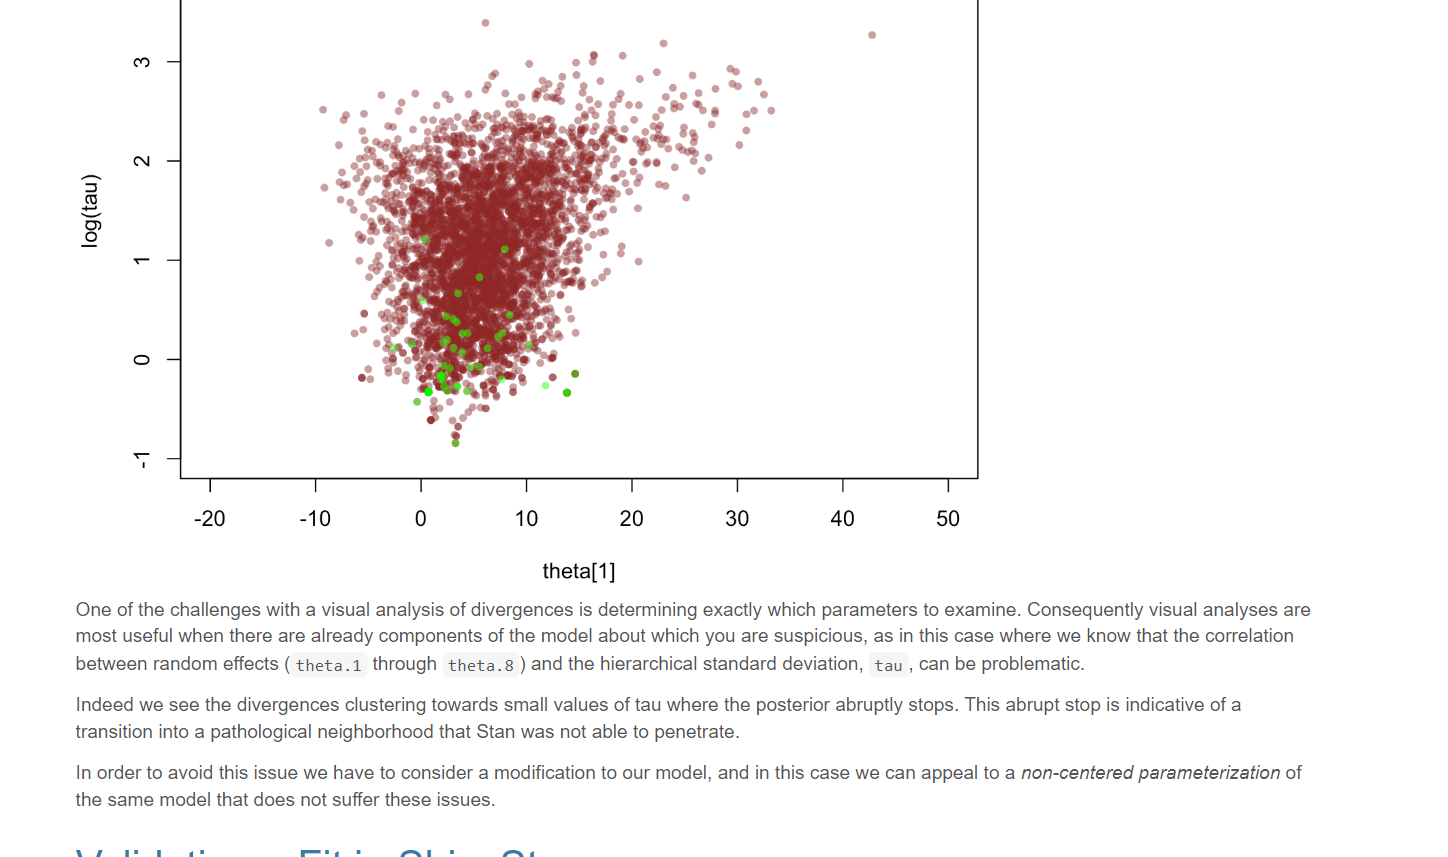 3
2
1
0
-1
log(tau)
-20 -10 0 10 20 30 40 50
theta[1]
One of the challenges with a visual analysis of divergences is determining exactly which parameters to examine. Consequently visual analyses are
most useful when there are already components of the model about which you are suspicious, as in this case where we know that the correlation
between random effects ( theta.1 through theta.8 ) and the hierarchical standard deviation, tau , can be problematic.
Indeed we see the divergences clustering towards small values of tau where the posterior abruptly stops. This abrupt stop is indicative of a
transition into a pathological neighborhood that Stan was not able to penetrate.
In order to avoid this issue we have to consider a modification to our model, and in this case we can appeal to a non-centered parameterization of
the same model that does not suffer these issues.